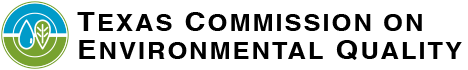 TEXAS COMMISSION ON
ENVIRONMENTAL QUALITY